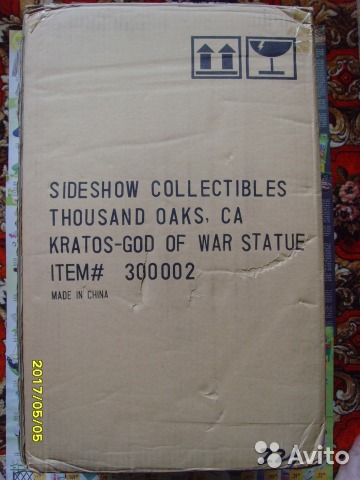 SIDESHOW COLLECTIBLES
THOUSAND OAKS, CA
KRATOS-GOD OF WAR STATUE
ITEM# 300002
MADE IN CHINA
2017/05/05
Avito